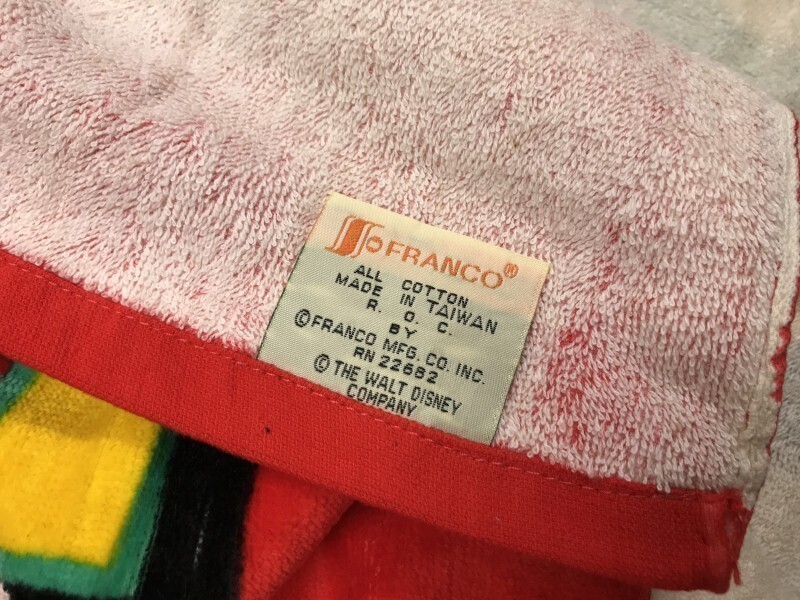 FRANCO®
ALL COTTON
MADE IN TAIWAN
R. O. C.
BY
©FRANCO MFG. CO. INC.
RN 22682
© THE WALT DISNEY
COMPANY